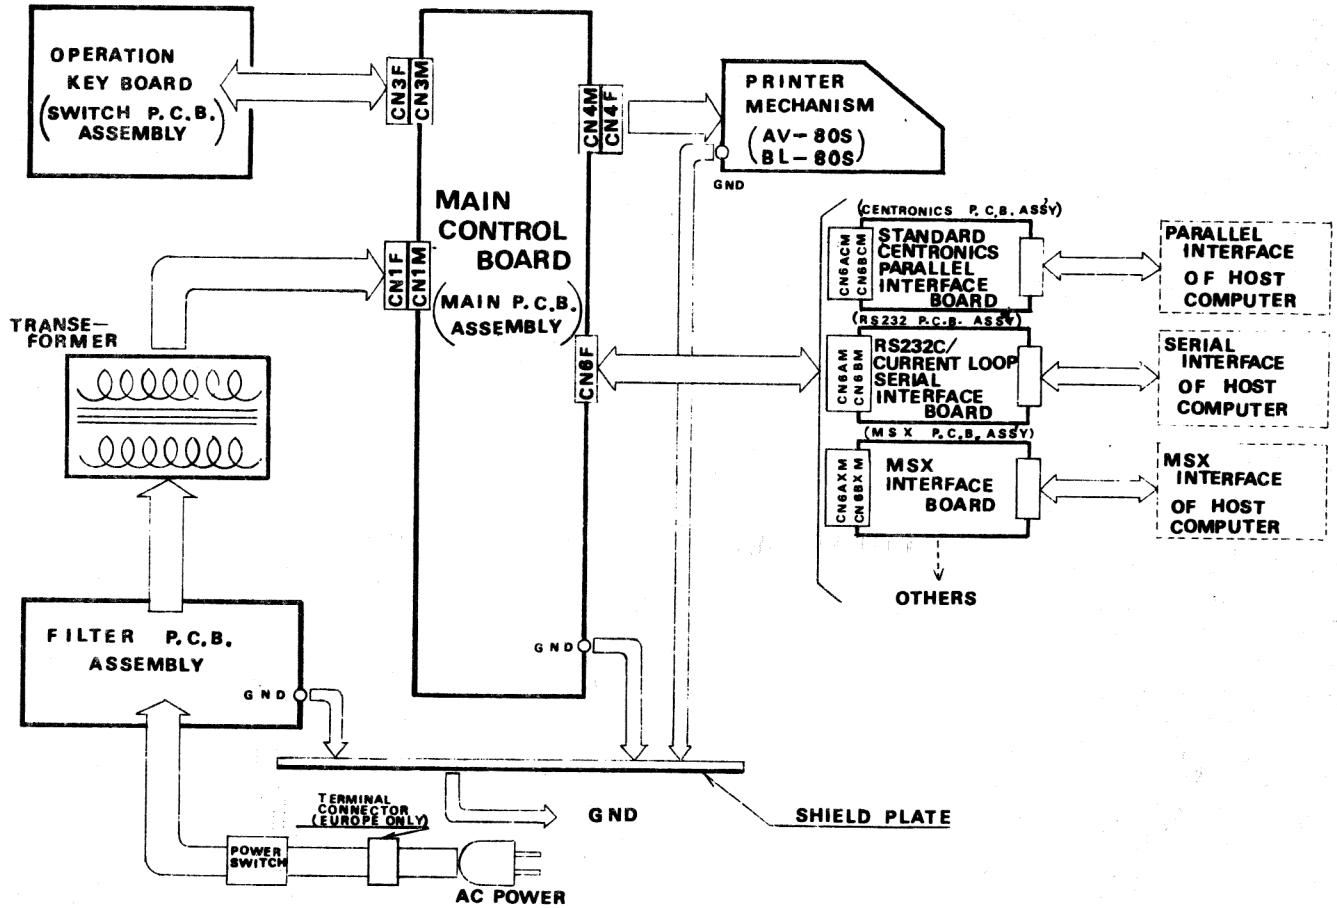 OPERATION
KEY BOARD
(SWITCH P.C.B.
ASSEMBLY)
CN3F
CN3M
CN4M
CN4F
PRINTER
MECHANISM
(AV-80S)
(BL-80S)
GND
MAIN
CONTROL
BOARD
(MAIN P.C.B.
ASSEMBLY)
CN1F
CN1M
CN6F
TRANSE-
FORMER
(CENTRONICS P.C,B. ASSY)
CN6ACM
CN6BCM
STANDARD
CENTRONICS
PARALLEL
INTERFACE
BOARD
PARALLEL
INTERFACE
OF HOST
COMPUTER
(RS232 P.C.B. ASSY)
CN6AM
CN6BM
RS232C/
CURRENT LOOP
SERIAL
INTERFACE
BOARD
SERIAL
INTERFACE
OF HOST
COMPUTER
(MSX P.C,B, ASSY)
CN6AXM
CN6BXM
MSX
INTERFACE
BOARD
MSX
INTERFACE
OF HOST
COMPUTER
OTHERS
FILTER P.C.B.
ASSEMBLY
GND
GND
GND
SHIELD PLATE
TERMINAL
CONNECTOR
(EUROPE ONLY)
POWER
SWITCH
AC POWER